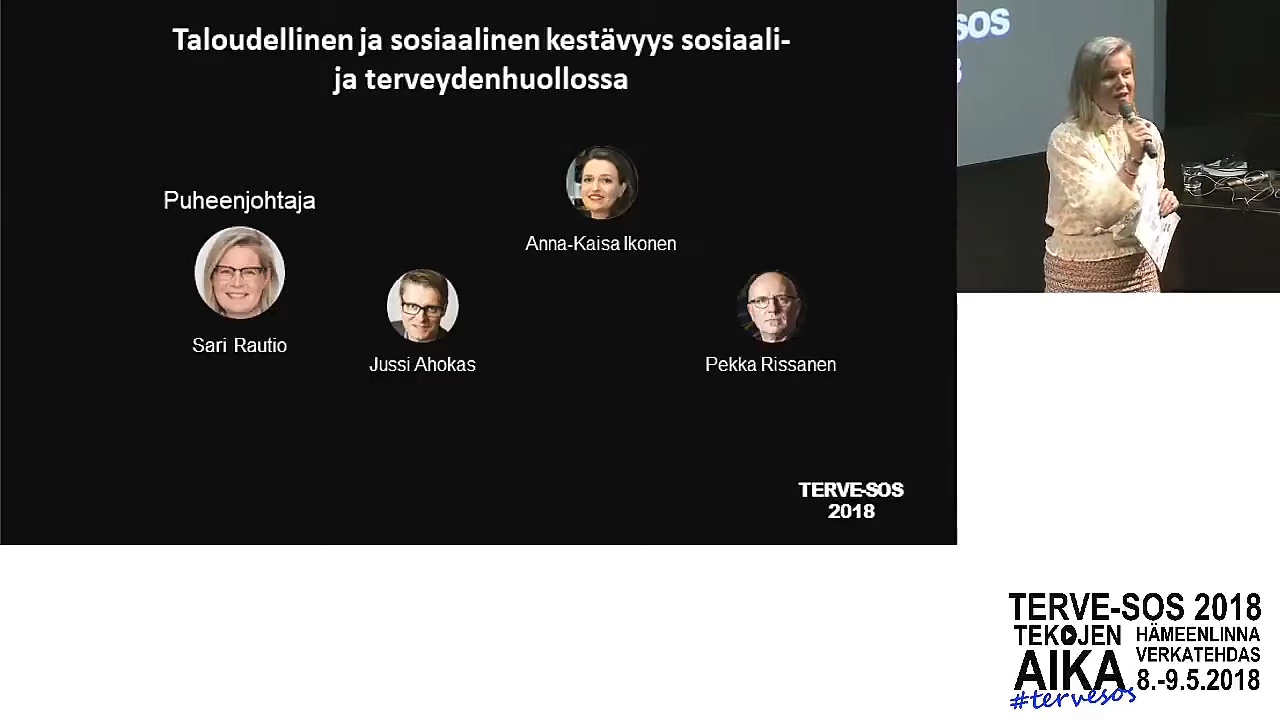 Taloudellinen ja sosiaalinen kestävyys sosiaali-
ja terveydenhuollossa
Puheenjohtaja
Sari Rautio
Jussi Ahokas
Anna-Kaisa Ikonen
Pekka Rissanen
TERVE-SOS
2018
SOS
TERVE-SOS 2018
TEKOJEN
AIKA
HÄMEENLINNA
VERKATEHDAS
8.-9.5.2018
#tervesos